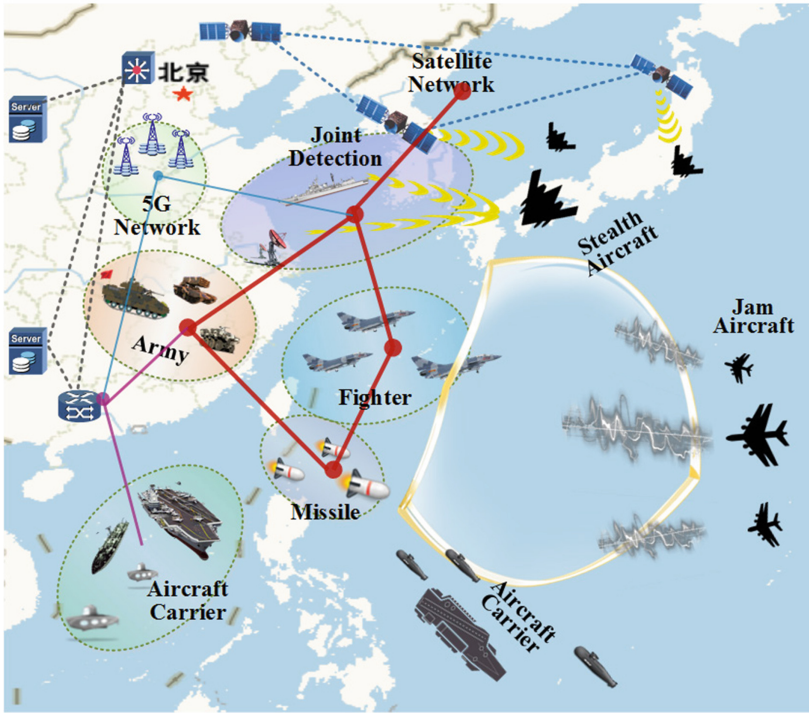 Satellite
Network
北京
Server
Joint
Detection
5G
Network
Stealth
Aircraft
Jam
Aircraft
Army
Server
Fighter
Missile
Aircraft
Carrier
Aircraft
Carrier